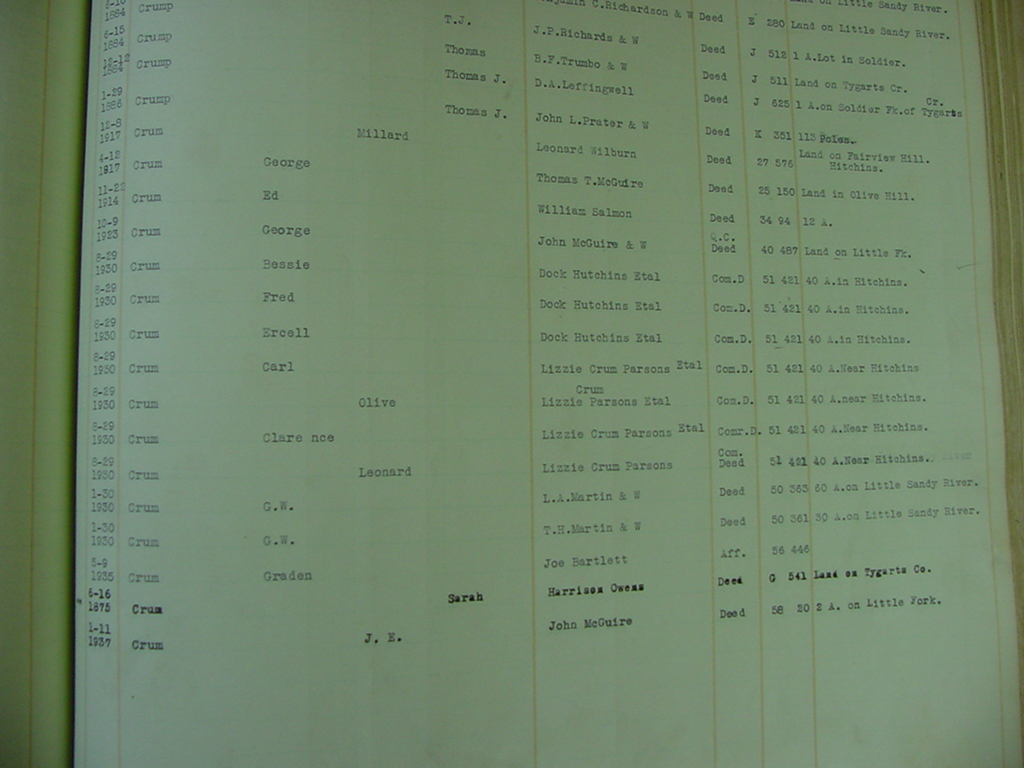 Benjamin C.Richardson & W Deed E 280 Land on Little Sandy River.
1884 Crump T.J. J.P.Richards & W Deed J 512 1 A.Lot in Soldier.
6-15
1884 Crump Thomas B.F.Trumbo & W Deed J 511 Land on Tygarts Cr.
12-12
1884 Crump Thomas J. D.A.Leffingwell Deed J 625 1 A.on Soldier Fk.of Tygarts Cr.
1-29
1886 Crump Thomas J. John L.Prater & W Deed K 351 113 Poles.
12-8
1917 Crum Millard Leonard Wilburn Deed 27 576 Land on Fairview Hill. Hitchins.
4-12
1917 Crum George Thomas T.McGuire Deed 25 150 Land in Olive Hill.
11-23
1914 Crum Ed William Salmon Deed 34 94 12 A.
10-9
1923 Crum George John McGuire & W Q.C. Deed 40 487 Land on Little Fk.
8-29
1930 Crum Bessie Dock Hutchins Etal Com.D 51 421 40 A.in Hitchins.
8-29
1930 Crum Fred Dock Hutchins Etal Com.D. 51 421 40 A.in Hitchins.
8-29
1930 Crum Ercell Dock Hutchins Etal Com.D. 51 421 40 A.in Hitchins.
8-29
1930 Crum Carl Lizzie Crum Parsons Etal Com.D. 51 421 40 A.Near Hitchins
8-29
1930 Crum Olive Lizzie Crum Parsons Etal Com.D. 51 421 40 A.near Hitchins.
8-29
1930 Crum Clare nce Lizzie Crum Parsons Etal Comr.D. 51 421 40 A.Near Hitchins.
8-29
1930 Crum Leonard Lizzie Crum Parsons Com. Deed 51 421 40 A.Near Hitchins.
1-30
1930 Crum G.W. L.A.Martin & W Deed 50 363 60 A.on Little Sandy River.
1-30
1930 Crum G.W. T.H.Martin & W Deed 50 361 30 A.on Little Sandy River.
5-9
1935 Crum Graden Joe Bartlett Aff. 56 446
6-16
1875 Crum Sarah Harrison Owens Deed G 541 Land on Tygarts Co.
1-11
1937 Crum J. E. John McGuire Deed 58 20 2 A. on Little Fork.